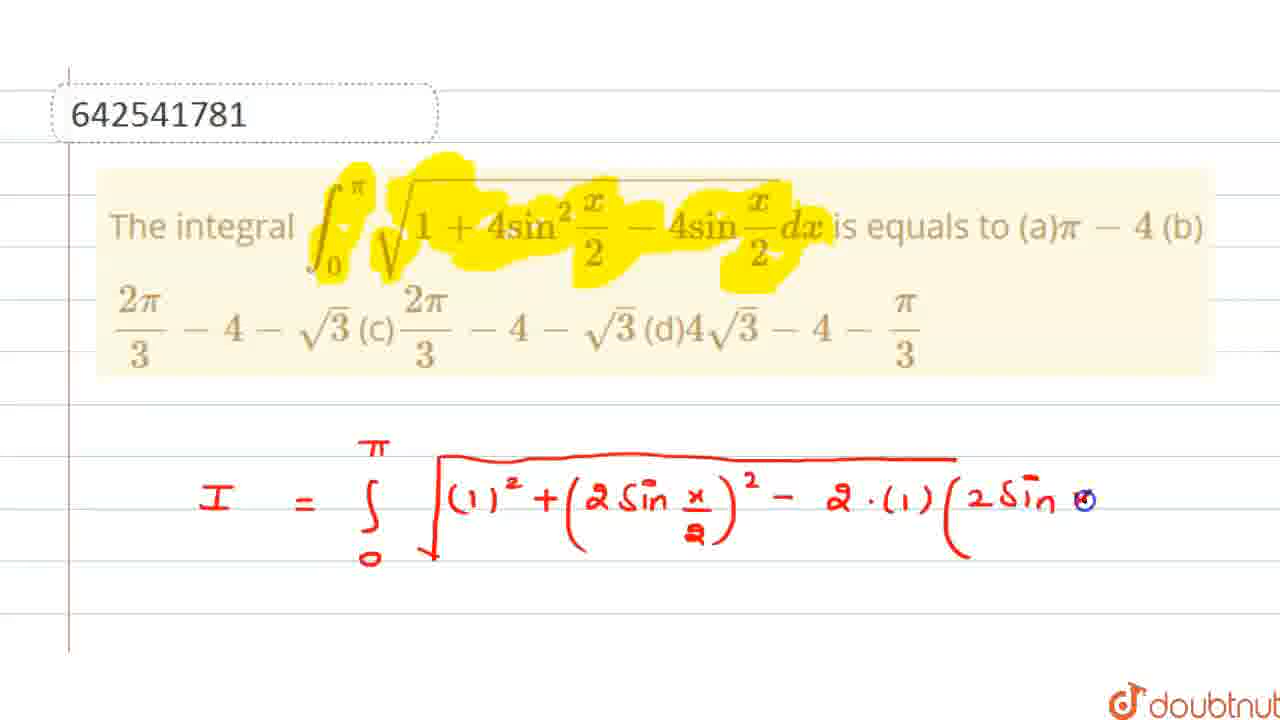 642541781
The integral ∫₀^π √(1 + 4sin² x/2 − 4sin x/2) dx is equals to (a)π − 4 (b)
2π/3 − 4 − √3 (c) 2π/3 − 4 − √3 (d)4√3 − 4 − π/3
I = ∫₀^π √((1)² + (2 Sin x/2)² − 2·(1)(2 Sin x
doubtnut